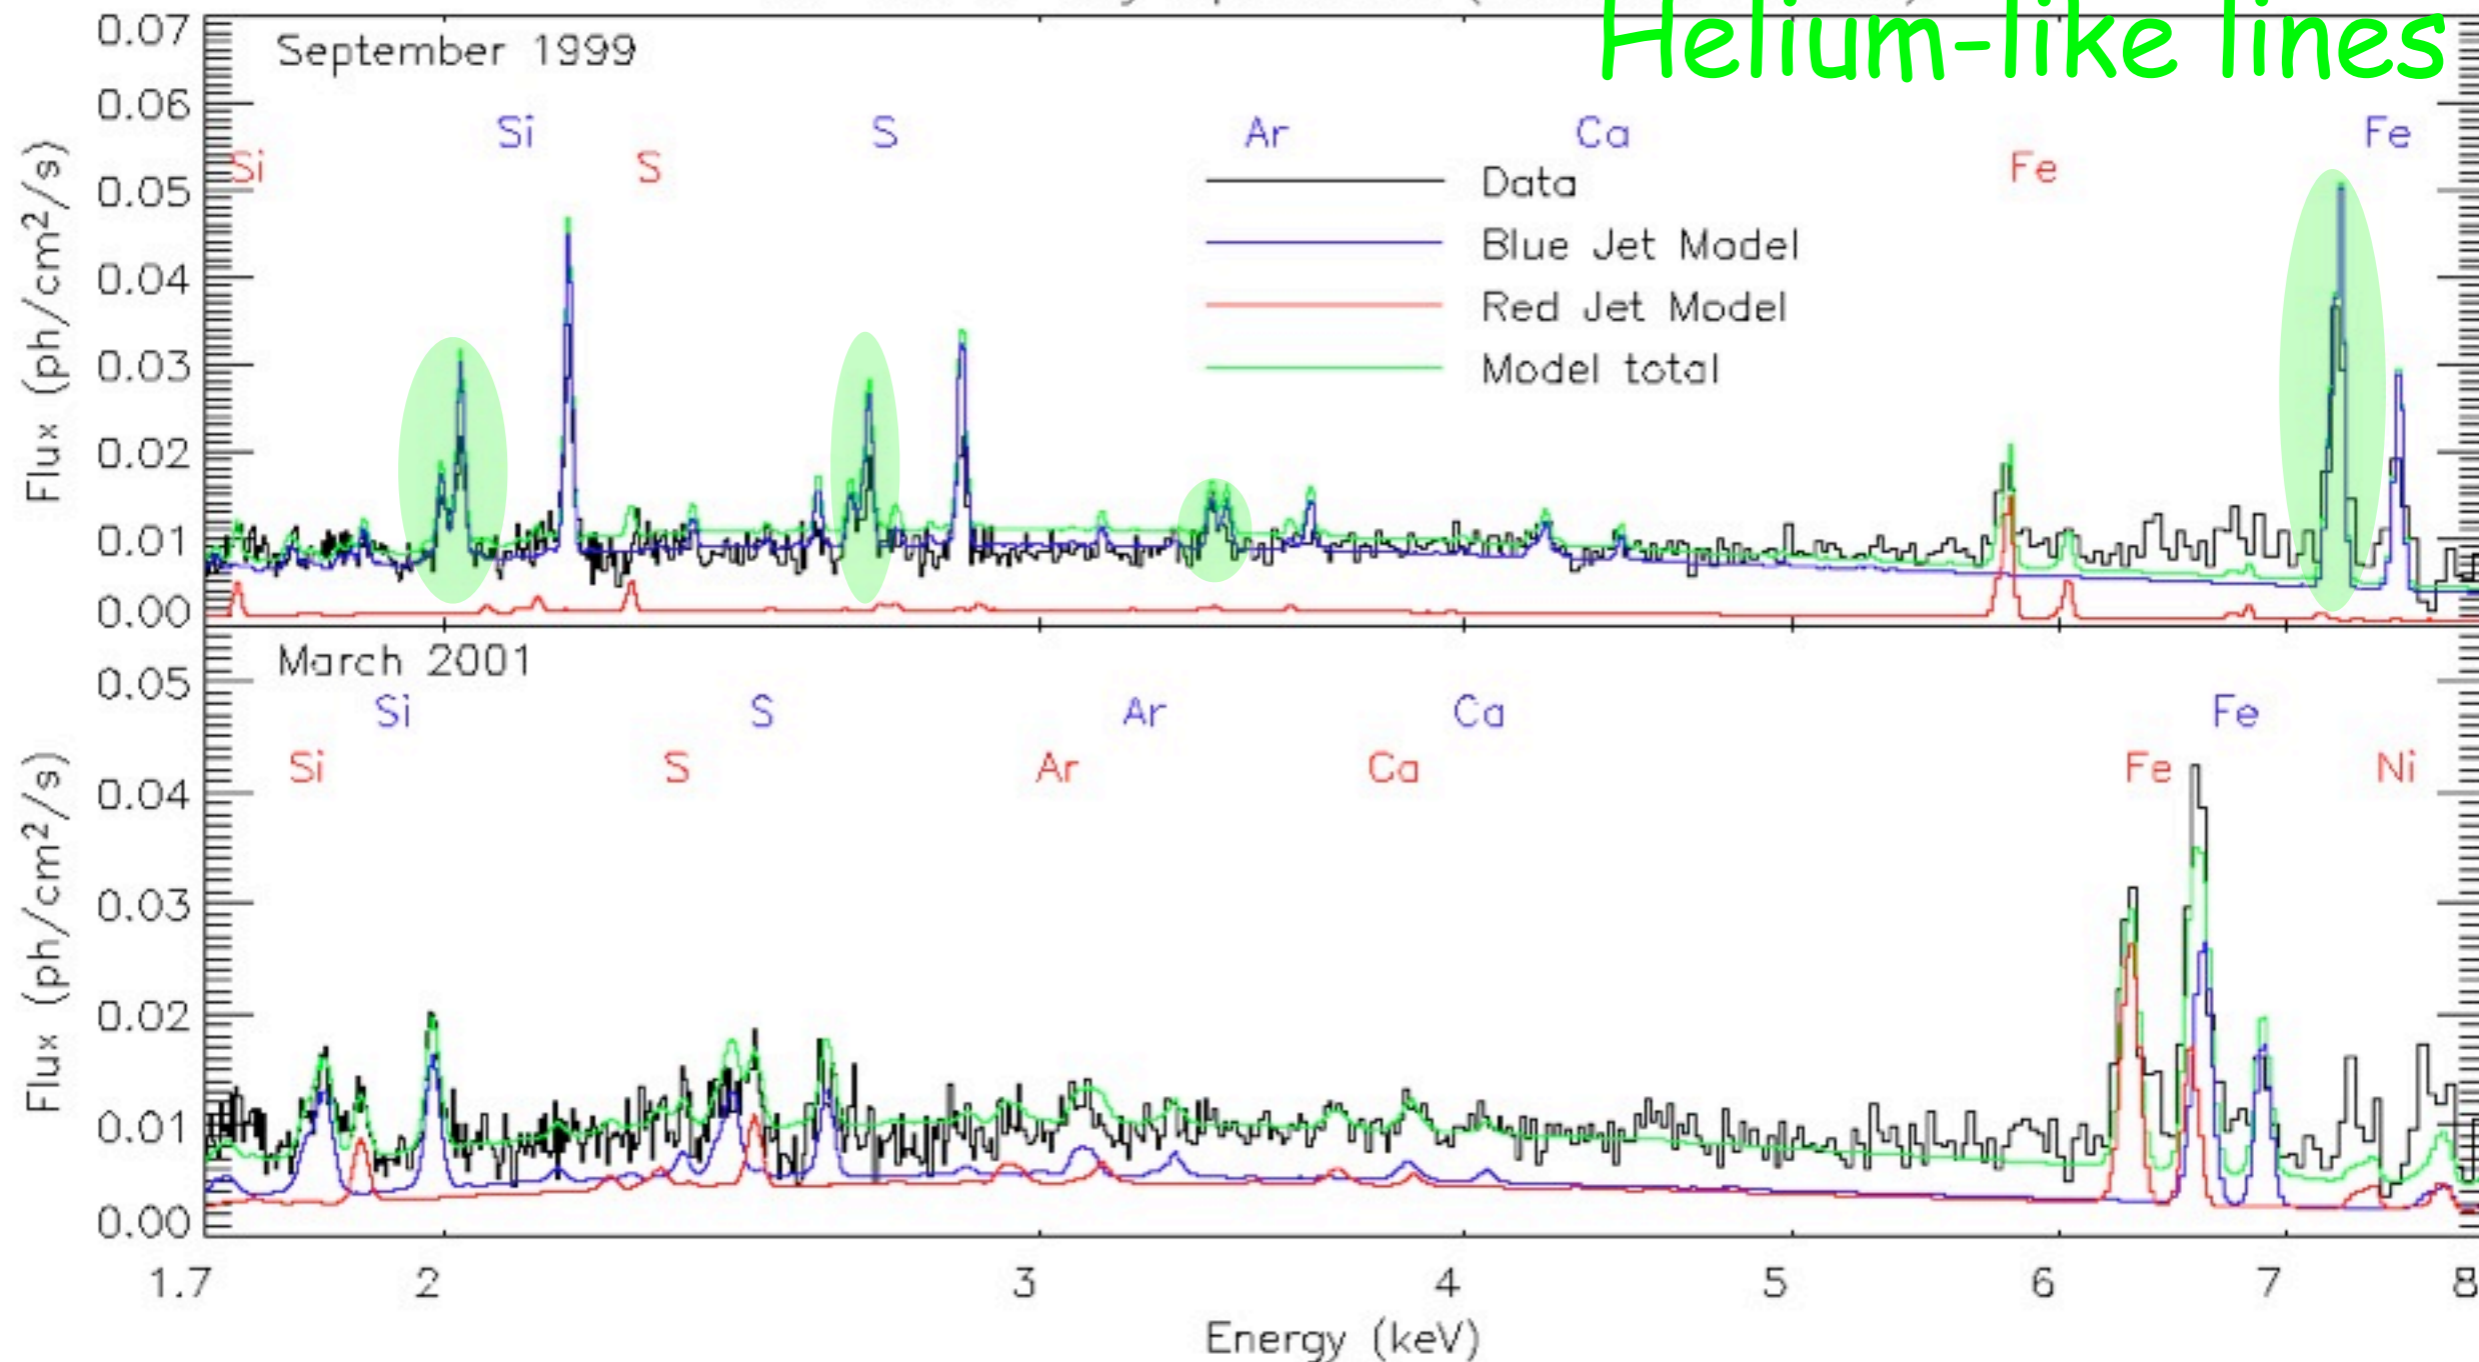 Helium-like lines
0.07
September 1999
0.06
Si S Ar Ca Fe
Si S Fe
0.05
0.04
0.03
0.02
0.01
0.00
Flux (ph/cm2/s)
Data
Blue Jet Model
Red Jet Model
Model total
March 2001
0.05
Si S Ar Ca Fe
Si S Ar Ca Fe Ni
0.04
0.03
0.02
0.01
0.00
Flux (ph/cm2/s)
1.7 2 3 4 5 6 7 8
Energy (keV)